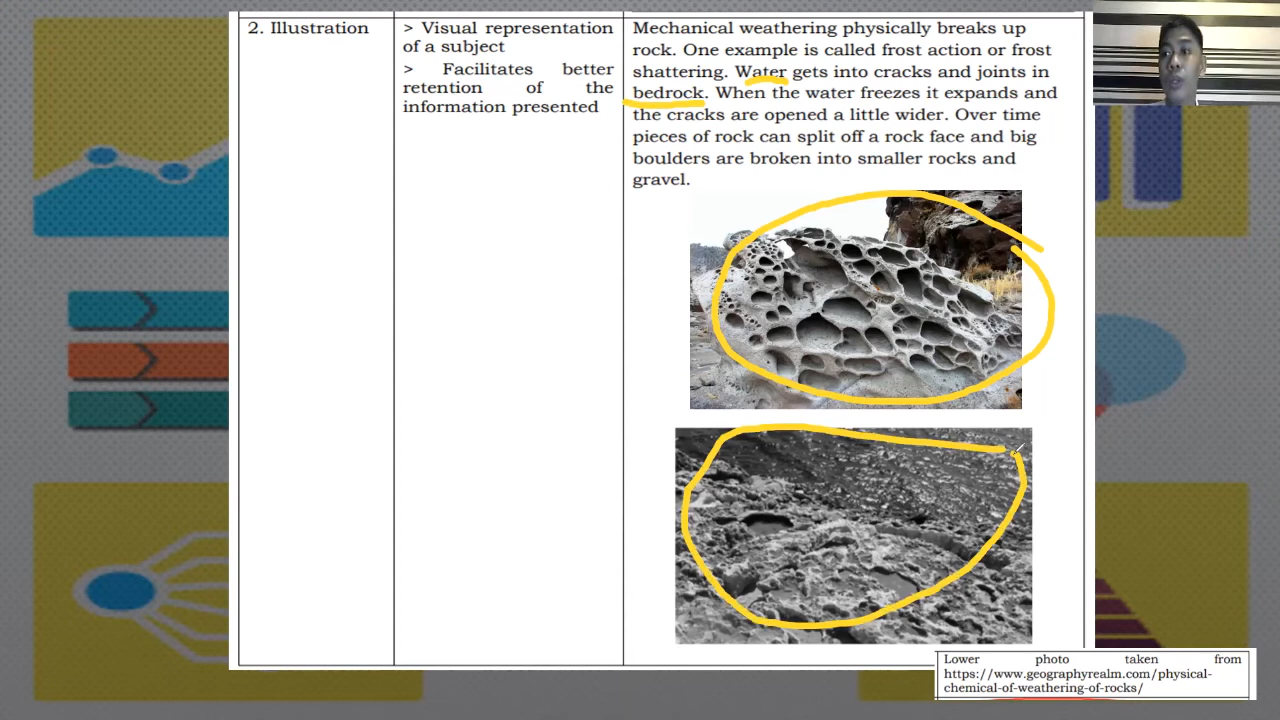 2. Illustration
> Visual representation
of a subject
> Facilitates better
retention of the
information presented
Mechanical weathering physically breaks up
rock. One example is called frost action or frost
shattering. Water gets into cracks and joints in
bedrock. When the water freezes it expands and
the cracks are opened a little wider. Over time
pieces of rock can split off a rock face and big
boulders are broken into smaller rocks and
gravel.
Lower photo taken from
https://www.geographyrealm.com/physical-
chemical-of-weathering-of-rocks/